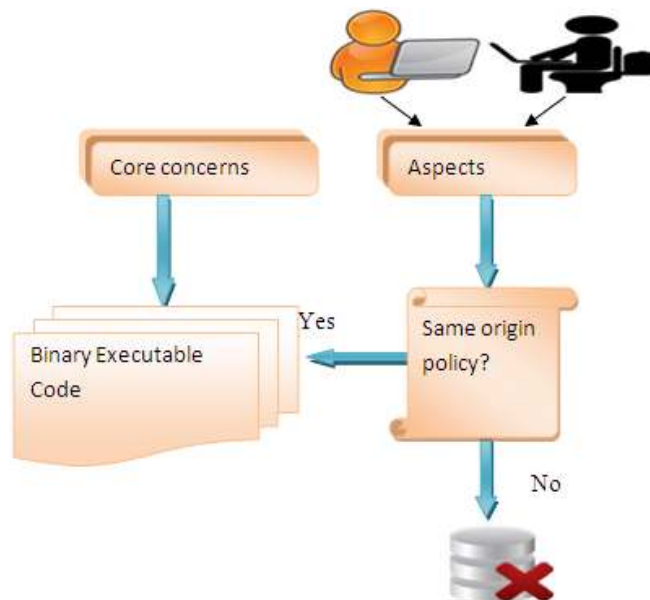 Core concerns
Aspects
Yes
Same origin
policy?
Binary Executable
Code
No